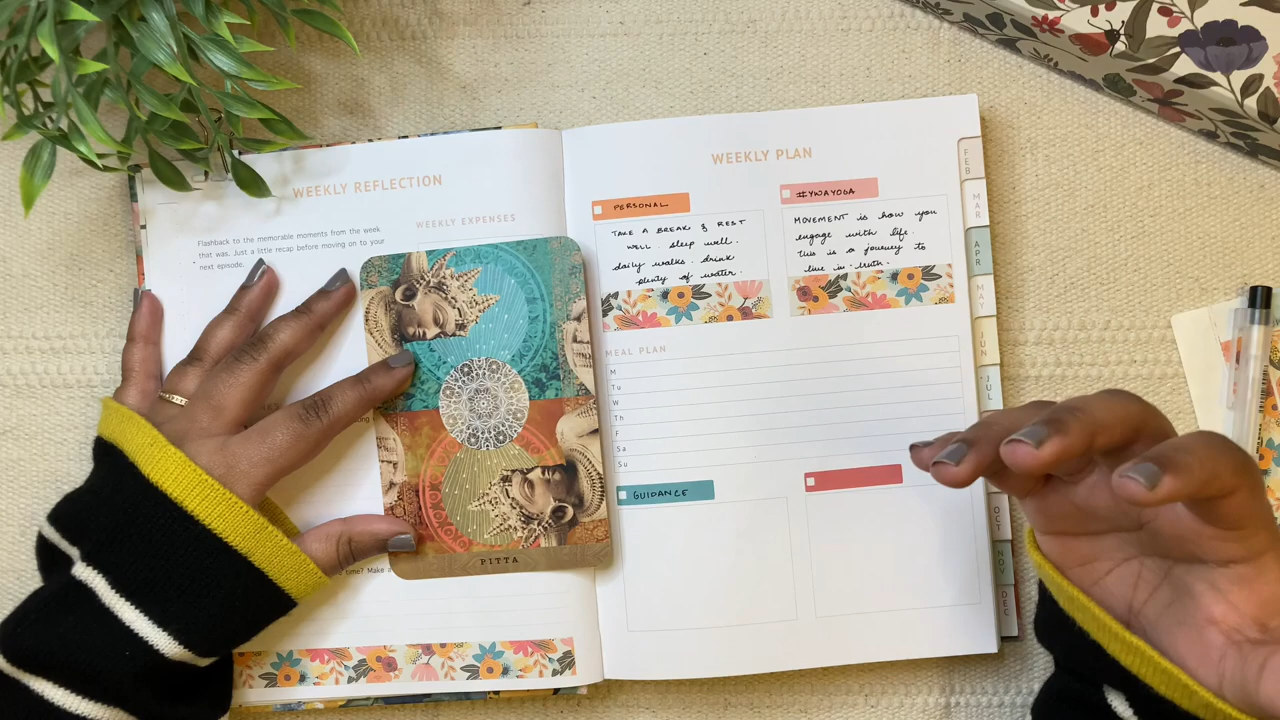 WEEKLY REFLECTION
WEEKLY EXPENSES
Flashback to the memorable moments from the week
that was. Just a little recap before moving on to your
next episode.
time? Make a
PITTA
WEEKLY PLAN
PERSONAL
TAKE A BREAK & REST
WELL. sleep well.
daily walks. drink
plenty of water.
#YWAYOGA
MOVEMENT is how you
engage with life.
This is a journey to
live in truth.
MEAL PLAN
M
Tu
W
Th
F
Sa
Su
GUIDANCE
FEB
MAR
APR
MAY
JUN
JUL
OCT
NOV
DEC